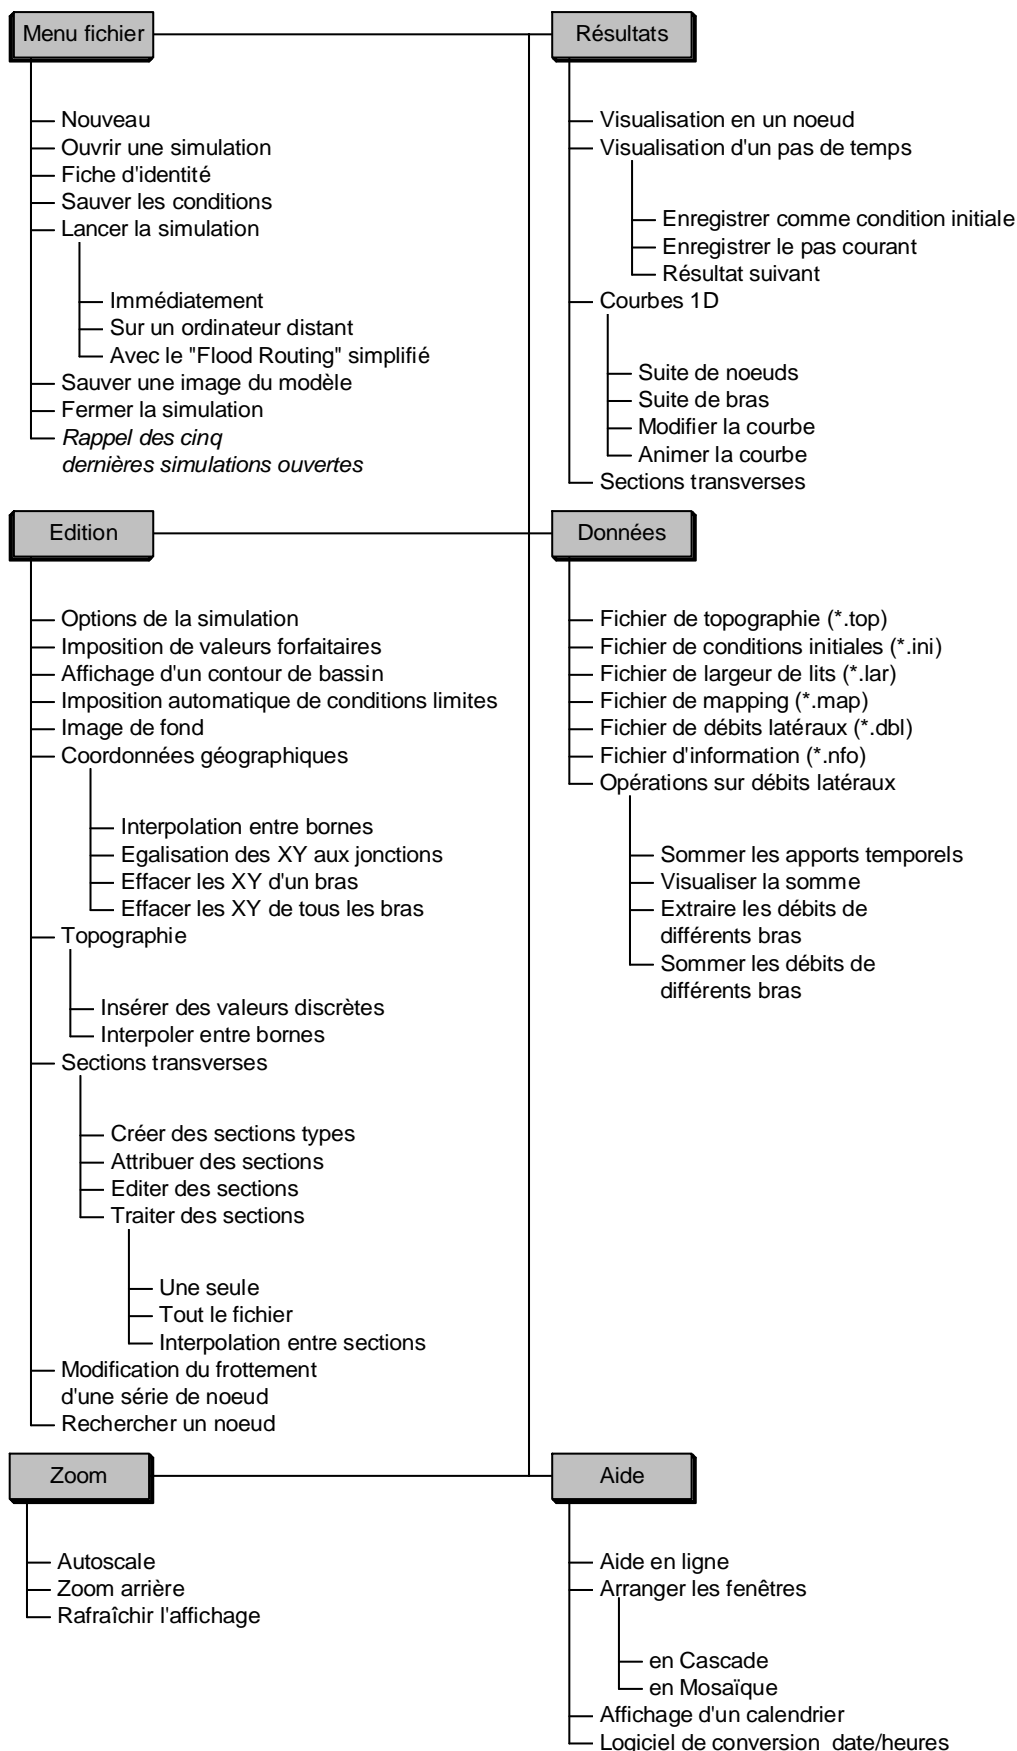 Menu fichier
Nouveau
Ouvrir une simulation
Fiche d'identité
Sauver les conditions
Lancer la simulation
Immédiatement
Sur un ordinateur distant
Avec le "Flood Routing" simplifié
Sauver une image du modèle
Fermer la simulation
Rappel des cinq
dernières simulations ouvertes
Résultats
Visualisation en un noeud
Visualisation d'un pas de temps
Enregistrer comme condition initiale
Enregistrer le pas courant
Résultat suivant
Courbes 1D
Suite de noeuds
Suite de bras
Modifier la courbe
Animer la courbe
Sections transverses
Edition
Options de la simulation
Imposition de valeurs forfaitaires
Affichage d'un contour de bassin
Imposition automatique de conditions limites
Image de fond
Coordonnées géographiques
Interpolation entre bornes
Egalisation des XY aux jonctions
Effacer les XY d'un bras
Effacer les XY de tous les bras
Topographie
Insérer des valeurs discrètes
Interpoler entre bornes
Sections transverses
Créer des sections types
Attribuer des sections
Editer des sections
Traiter des sections
Une seule
Tout le fichier
Interpolation entre sections
Modification du frottement
d'une série de noeud
Rechercher un noeud
Données
Fichier de topographie (*.top)
Fichier de conditions initiales (*.ini)
Fichier de largeur de lits (*.lar)
Fichier de mapping (*.map)
Fichier de débits latéraux (*.dbl)
Fichier d'information (*.nfo)
Opérations sur débits latéraux
Sommer les apports temporels
Visualiser la somme
Extraire les débits de
différents bras
Sommer les débits de
différents bras
Zoom
Autoscale
Zoom arrière
Rafraîchir l'affichage
Aide
Aide en ligne
Arranger les fenêtres
en Cascade
en Mosaïque
Affichage d'un calendrier
Logiciel de conversion date/heures